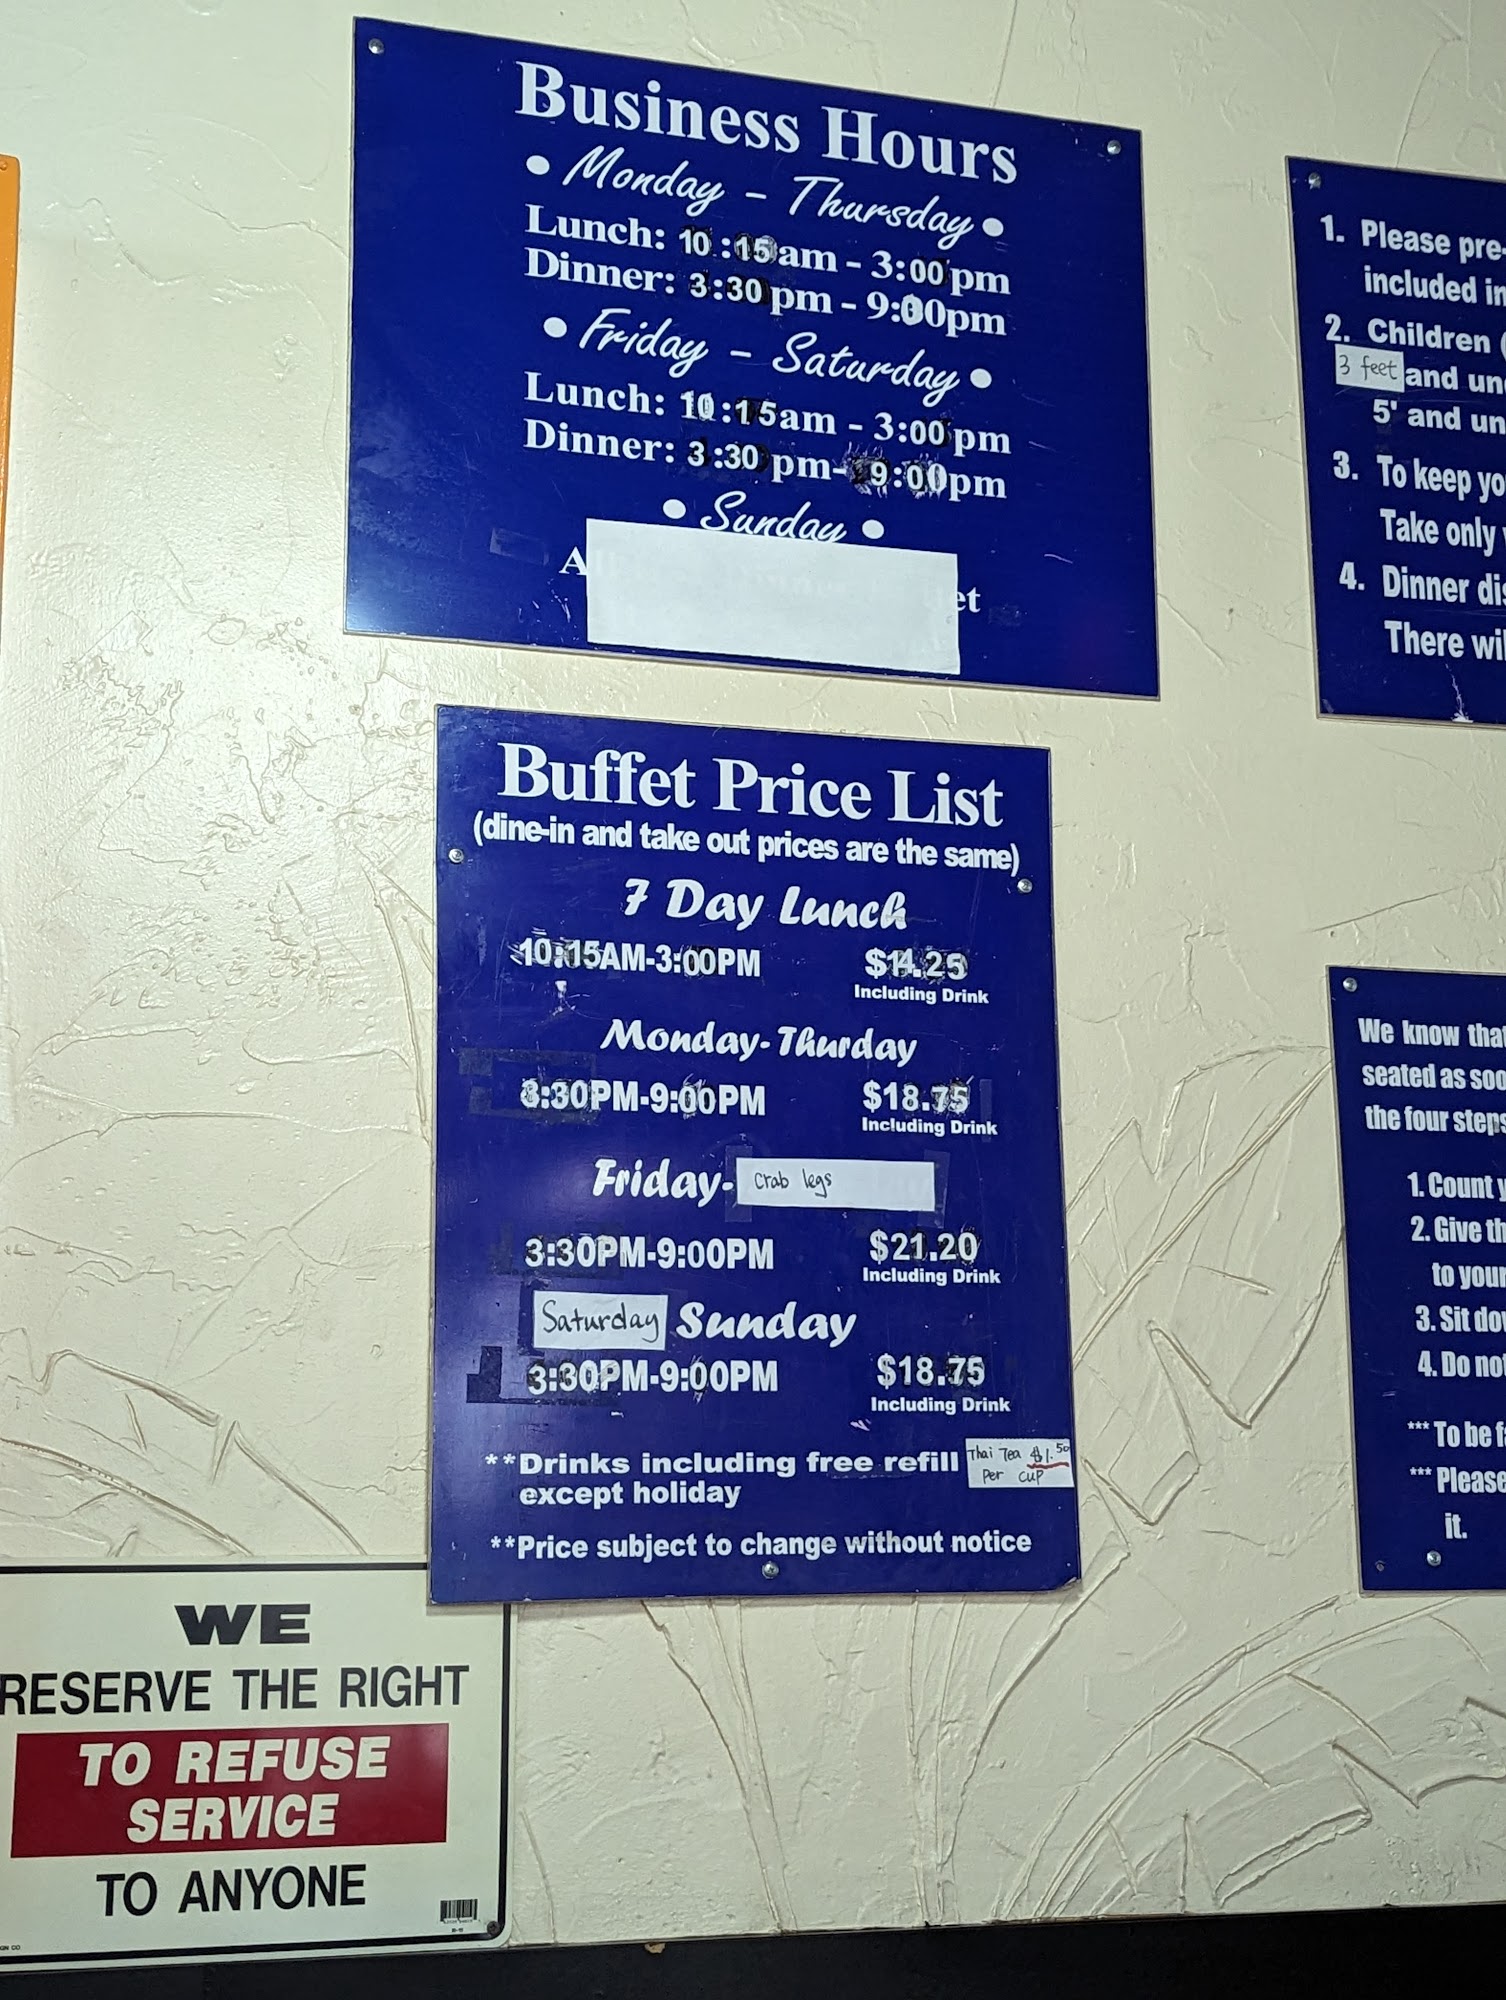 Business Hours
• Monday - Thursday •
Lunch: 10:15am - 3:00pm
Dinner: 3:30pm - 9:00pm
• Friday - Saturday •
Lunch: 10:15am - 3:00pm
Dinner: 3:30pm- 9:00pm
• Sunday •
Buffet Price List
(dine-in and take out prices are the same)
7 Day Lunch
10:15AM-3:00PM $14.25
Including Drink
Monday-Thurday
3:30PM-9:00PM $18.75
Including Drink
Friday- Crab legs
3:30PM-9:00PM $21.20
Including Drink
Saturday Sunday
3:30PM-9:00PM $18.75
Including Drink
**Drinks including free refill
except holiday
Thai Tea $1.50
Per cup
**Price subject to change without notice
WE
RESERVE THE RIGHT
TO REFUSE
SERVICE
TO ANYONE
1. Please pre-
included in
2. Children (
3 feet and un
5' and un
3. To keep yo
Take only
4. Dinner dis
There wil
We know tha
seated as soo
the four steps
1. Count y
2. Give th
to your
3. Sit dow
4. Do not
*** To be f
*** Please
it.